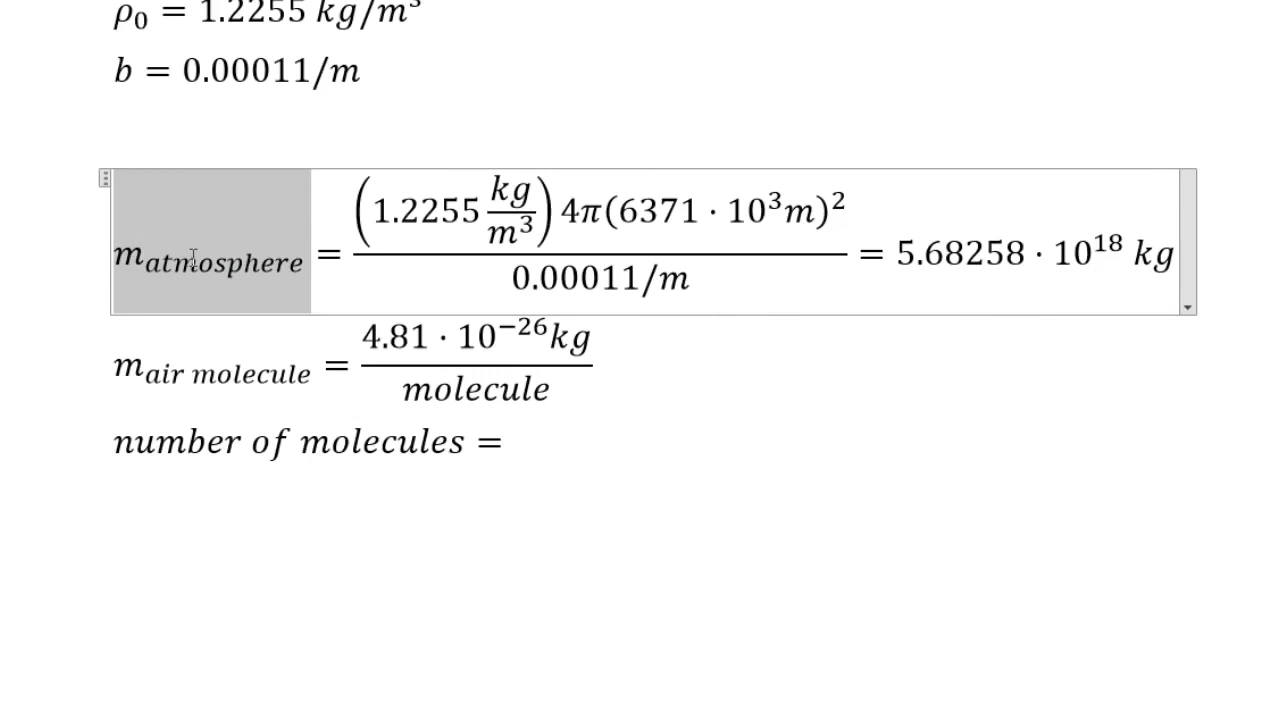 ρ₀ = 1.2255 kg/m³
b = 0.00011/m
m_atmosphere = (1.2255 kg/m³) 4π(6371 · 10³m)² / 0.00011/m = 5.68258 · 10¹⁸ kg
m_air molecule = 4.81 · 10⁻²⁶kg / molecule
number of molecules =